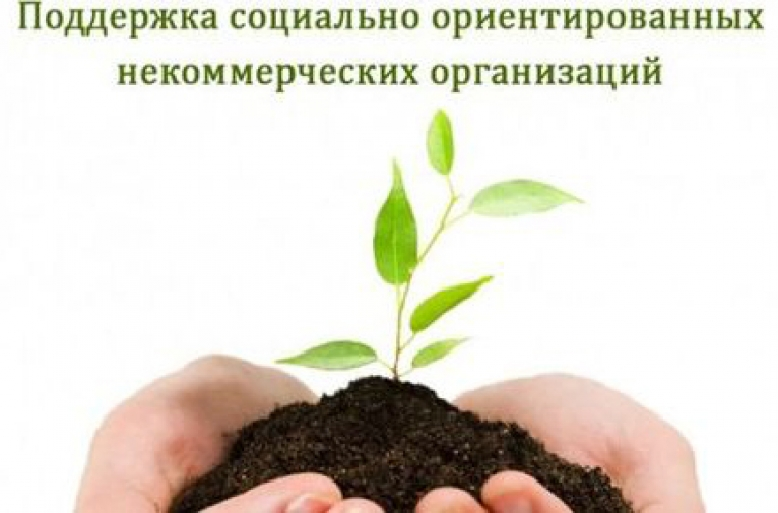 Поддержка социально ориентированных
некоммерческих организаций